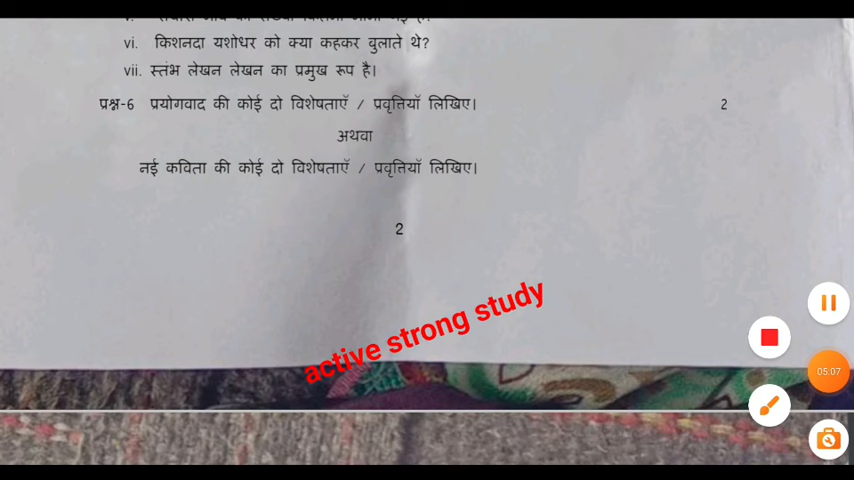 vi. किशनदा यशोधर को क्या कहकर बुलाते थे?
vii. स्तंभ लेखन लेखन का प्रमुख रूप है।
प्रश्न-6 प्रयोगवाद की कोई दो विशेषताएँ / प्रवृत्तियाँ लिखिए। 2
अथवा
नई कविता की कोई दो विशेषताएँ / प्रवृत्तियाँ लिखिए।
2
active strong study
05:07